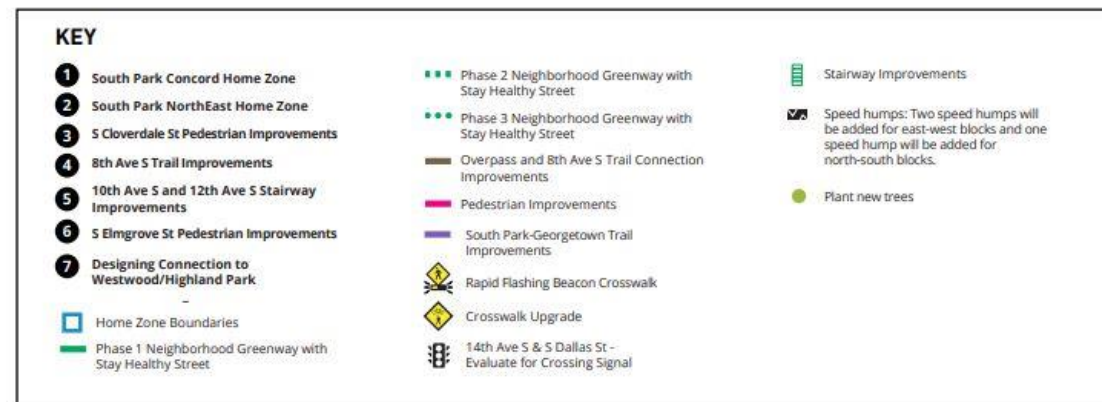 KEY
1 South Park Concord Home Zone
2 South Park NorthEast Home Zone
3 S Cloverdale St Pedestrian Improvements
4 8th Ave S Trail Improvements
5 10th Ave S and 12th Ave S Stairway
Improvements
6 S Elmgrove St Pedestrian Improvements
7 Designing Connection to
Westwood/Highland Park
–
Home Zone Boundaries
Phase 1 Neighborhood Greenway with
Stay Healthy Street
Phase 2 Neighborhood Greenway with
Stay Healthy Street
Phase 3 Neighborhood Greenway with
Stay Healthy Street
Overpass and 8th Ave S Trail Connection
Improvements
Pedestrian Improvements
South Park-Georgetown Trail
Improvements
Rapid Flashing Beacon Crosswalk
Crosswalk Upgrade
14th Ave S & S Dallas St -
Evaluate for Crossing Signal
Stairway Improvements
Speed humps: Two speed humps will
be added for east-west blocks and one
speed hump will be added for
north-south blocks.
Plant new trees